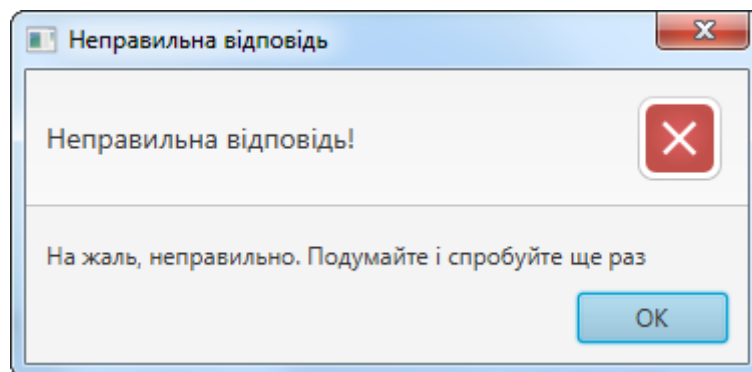 Неправильна відповідь
Неправильна відповідь!
На жаль, неправильно. Подумайте і спробуйте ще раз
OK